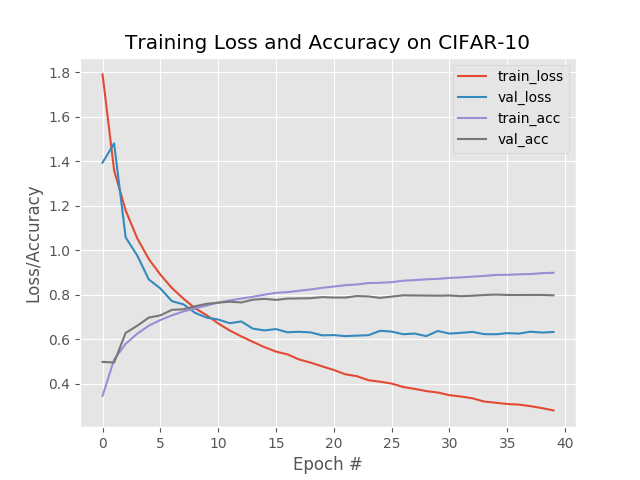 Training Loss and Accuracy on CIFAR-10
train_loss
val_loss
train_acc
val_acc
1.8
1.6
1.4
1.2
1.0
0.8
0.6
0.4
Loss/Accuracy
0 5 10 15 20 25 30 35 40
Epoch #